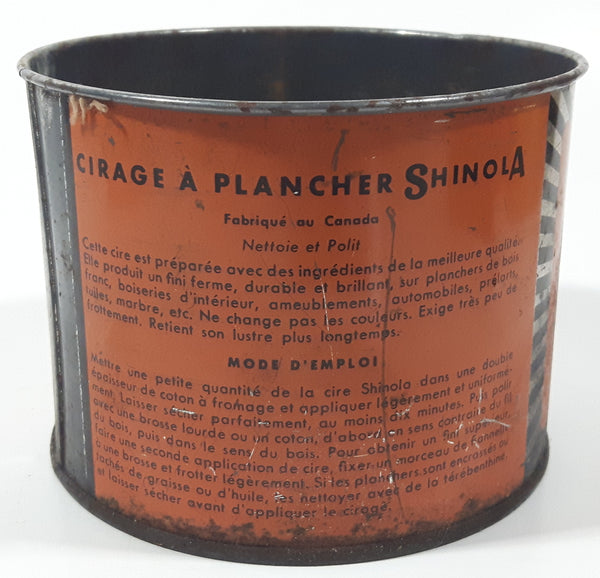 CIRAGE À PLANCHER SHINOLA
Fabriqué au Canada
Nettoie et Polit
Cette cire est préparée avec des ingrédients de la meilleure qualité.
Elle produit un fini ferme, durable et brillant, sur planchers de bois
franc, boiseries d'intérieur, ameublements, automobiles, prélarts,
tuiles, marbre, etc. Ne change pas les couleurs. Exige très peu de
frottement. Retient son lustre plus longtemps.
MODE D'EMPLOI
Mettre une petite quantité de la cire Shinola dans une double
épaisseur de coton à fromage et appliquer légèrement et uniformé-
ment. Laisser sécher parfaitement, au moins dix minutes. Puis polir
avec une brosse lourde ou un coton, d'abord en sens contraire du fil
du bois, puis dans le sens du bois. Pour obtenir un fini supérieur,
faire une seconde application de cire, fixer un morceau de flannelle
à une brosse et frotter légèrement. Si les planchers sont encrassés ou
tachés de graisse ou d'huile, les nettoyer avec de la térébenthine,
et laisser sécher avant d'appliquer le cirage.